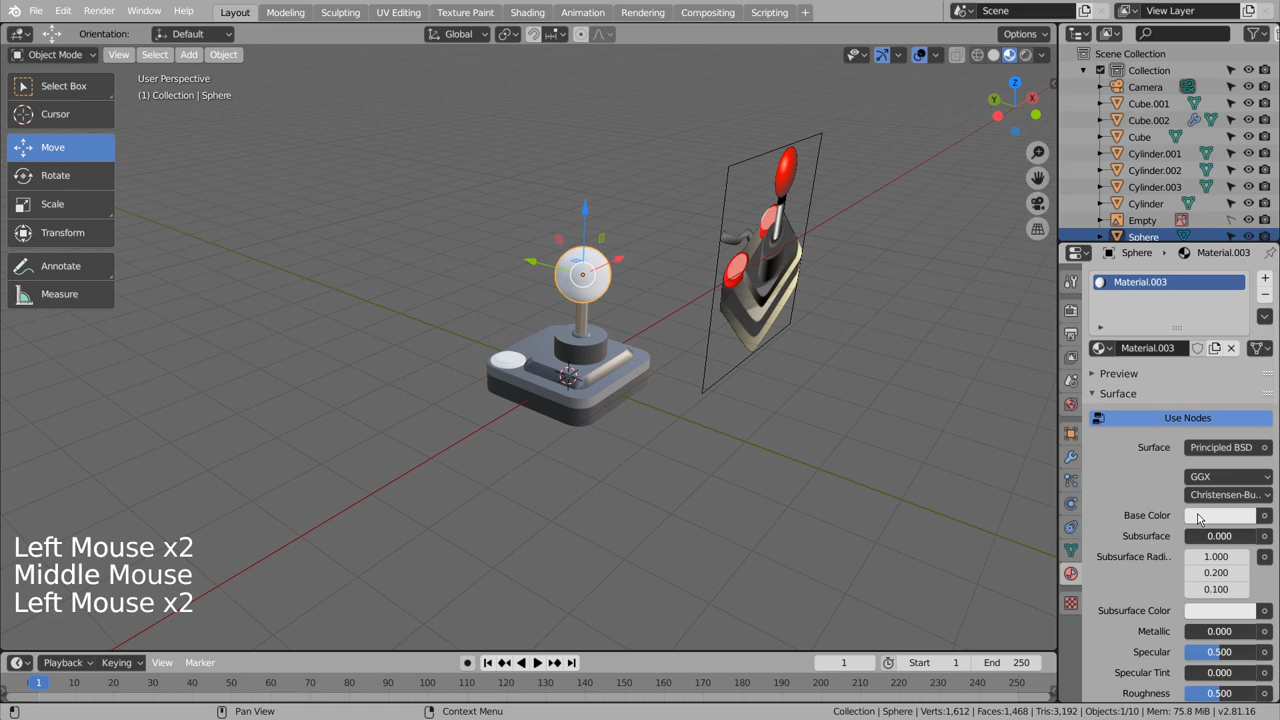 File Edit Render Window Help Layout Modeling Sculpting UV Editing Texture Paint Shading Animation Rendering Compositing Scripting + Scene View Layer
Orientation: Default Global Options
Object Mode View Select Add Object
Select Box
Cursor
Move
Rotate
Scale
Transform
Annotate
Measure
User Perspective
(1) Collection | Sphere
Z
Y
X
Left Mouse x2
Middle Mouse
Left Mouse x2
Scene Collection
Collection
Camera
Cube.001
Cube.002
Cube
Cylinder.001
Cylinder.002
Cylinder.003
Cylinder
Empty
Sphere
Sphere Material.003
Material.003
Material.003
Preview
Surface
Use Nodes
Surface Principled BSD
GGX
Christensen-Bu..
Base Color
Subsurface 0.000
Subsurface Radi.. 1.000
0.200
0.100
Subsurface Color
Metallic 0.000
Specular 0.500
Specular Tint 0.000
Roughness 0.500
Playback Keying View Marker 1 Start 1 End 250
1 10 20 30 40 50 60 70 80 90 100 110 120 130 140 150 160 170 180 190 200 210 220 230 240 250
Pan View Context Menu Collection | Sphere | Verts:1,612 | Faces:1,468 | Tris:3,192 | Objects:1/10 | Mem: 75.8 MiB | v2.81.16